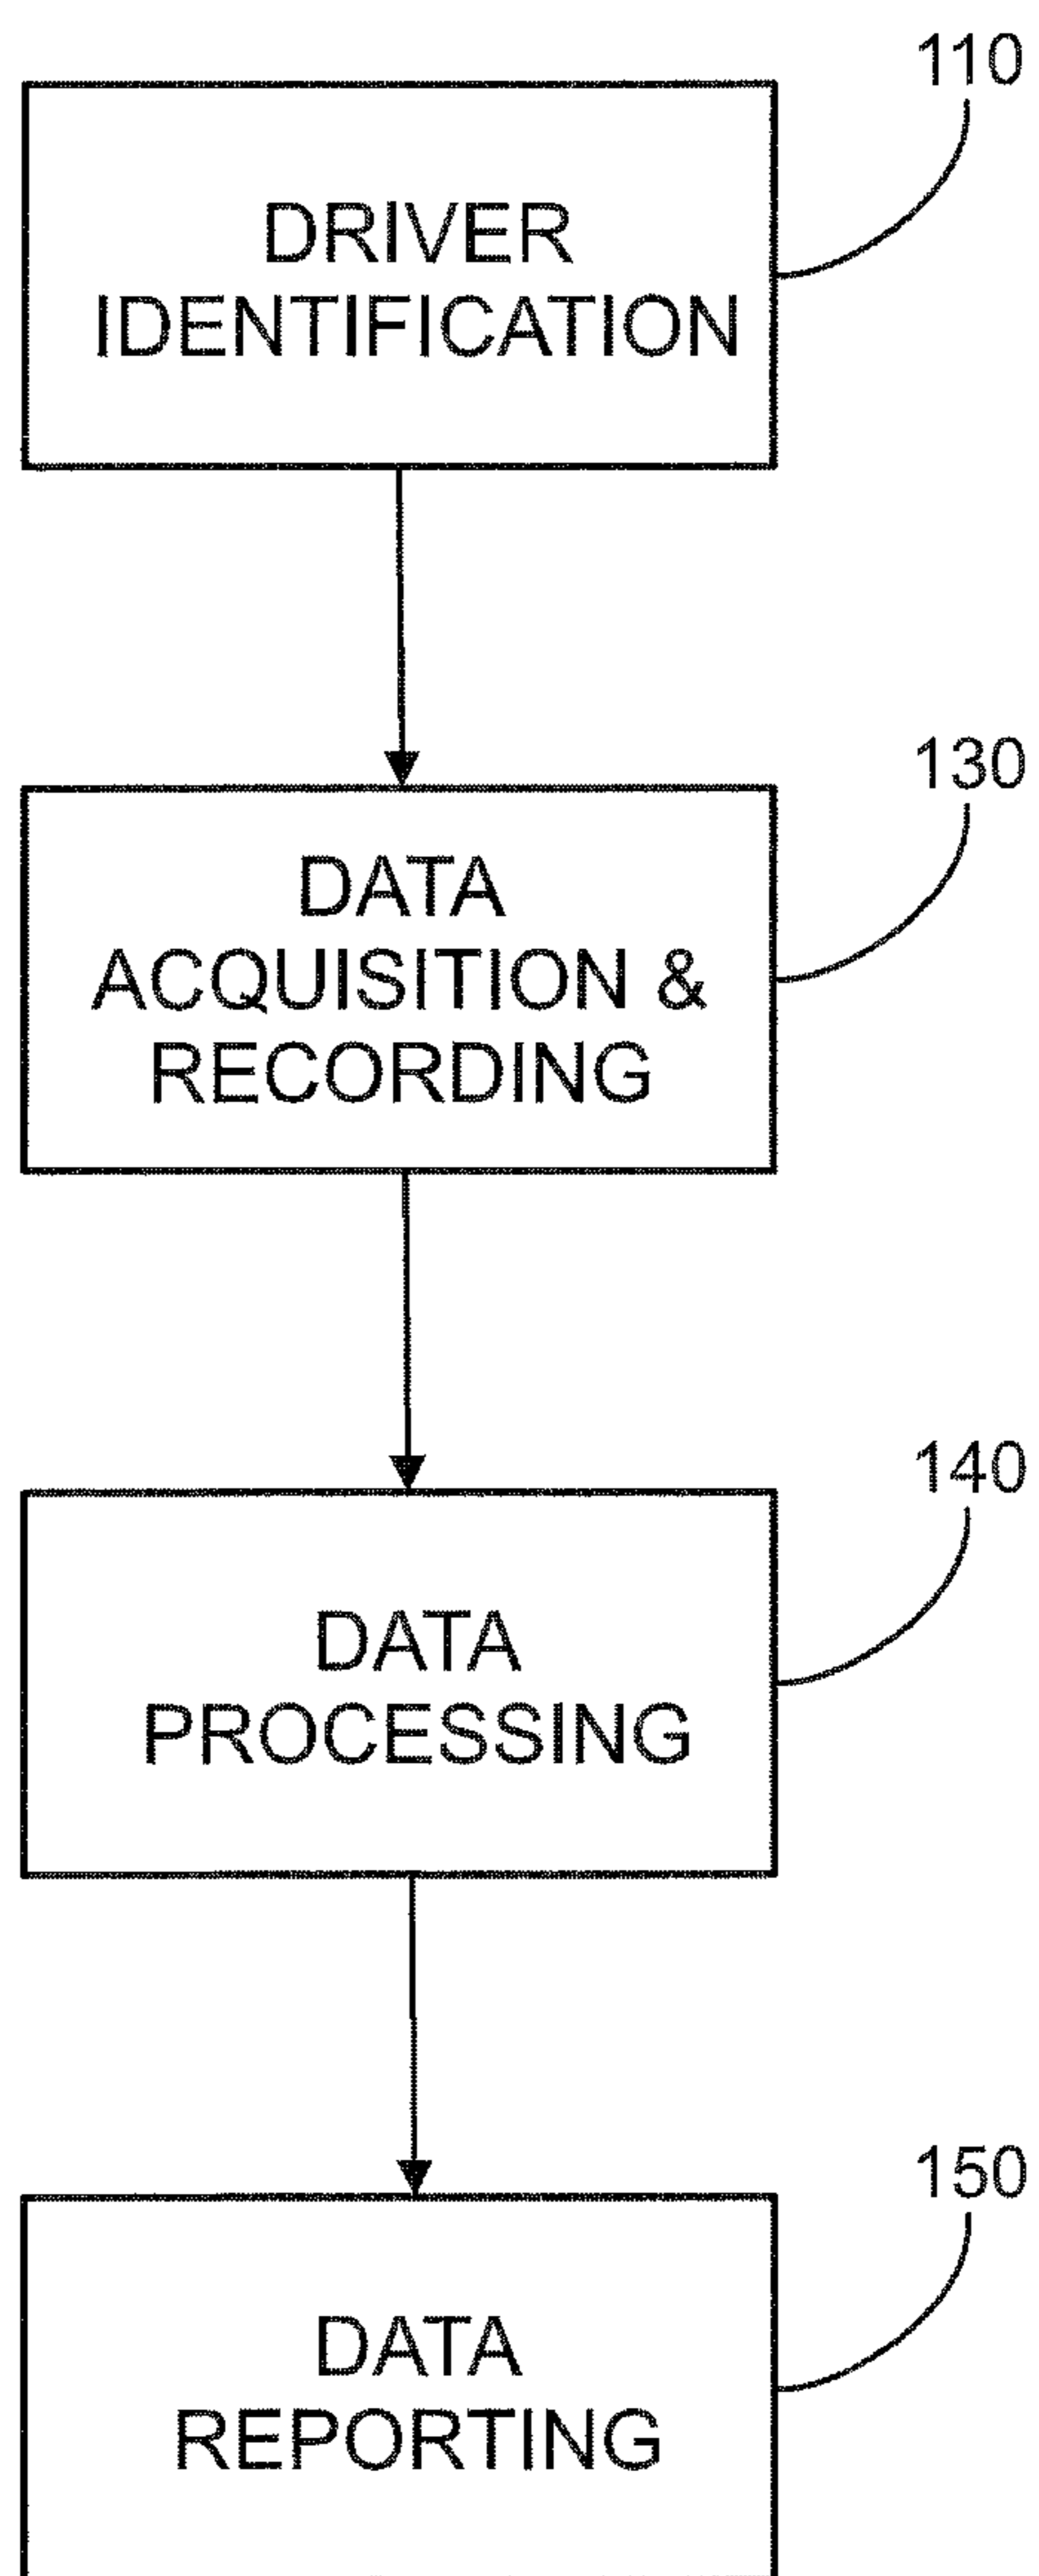 110
DRIVER
IDENTIFICATION
130
DATA
ACQUISITION &
RECORDING
140
DATA
PROCESSING
150
DATA
REPORTING